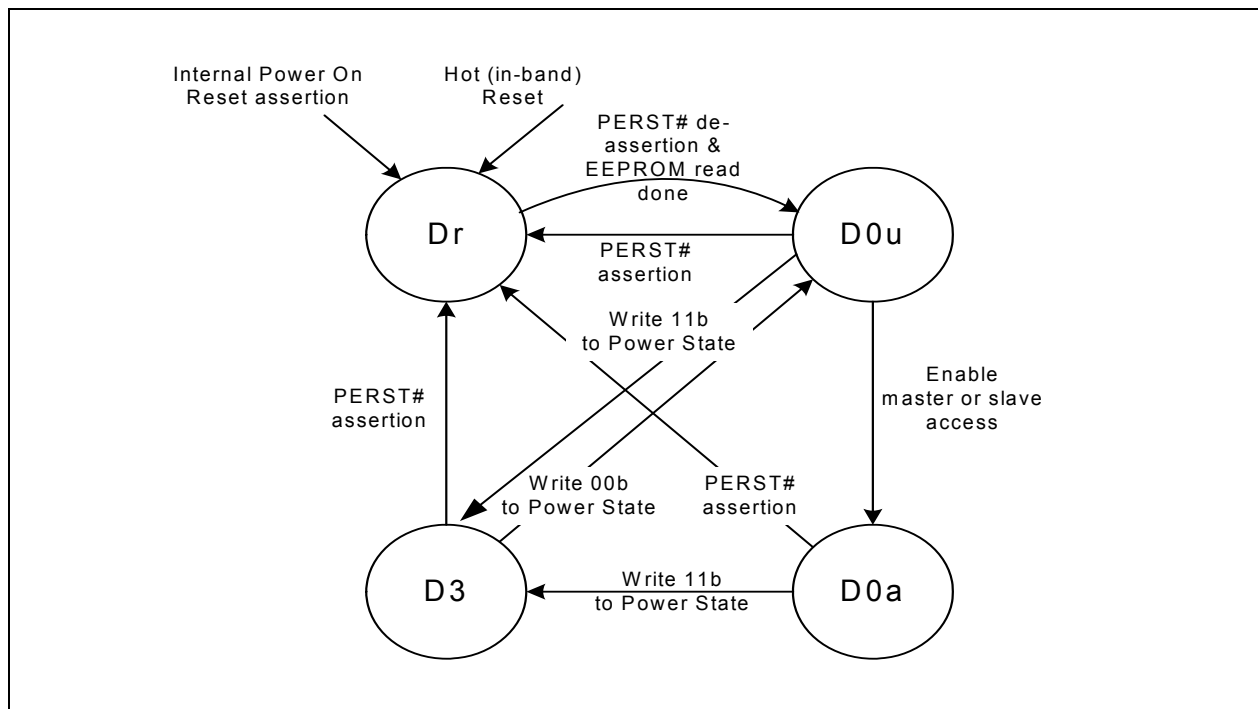 Internal Power On
Reset assertion
Hot (in-band)
Reset
PERST# de-
assertion &
EEPROM read
done
Dr
D0u
PERST#
assertion
Write 11b
to Power State
PERST#
assertion
Enable
master or slave
access
Write 00b
to Power State
PERST#
assertion
D3
Write 11b
to Power State
D0a